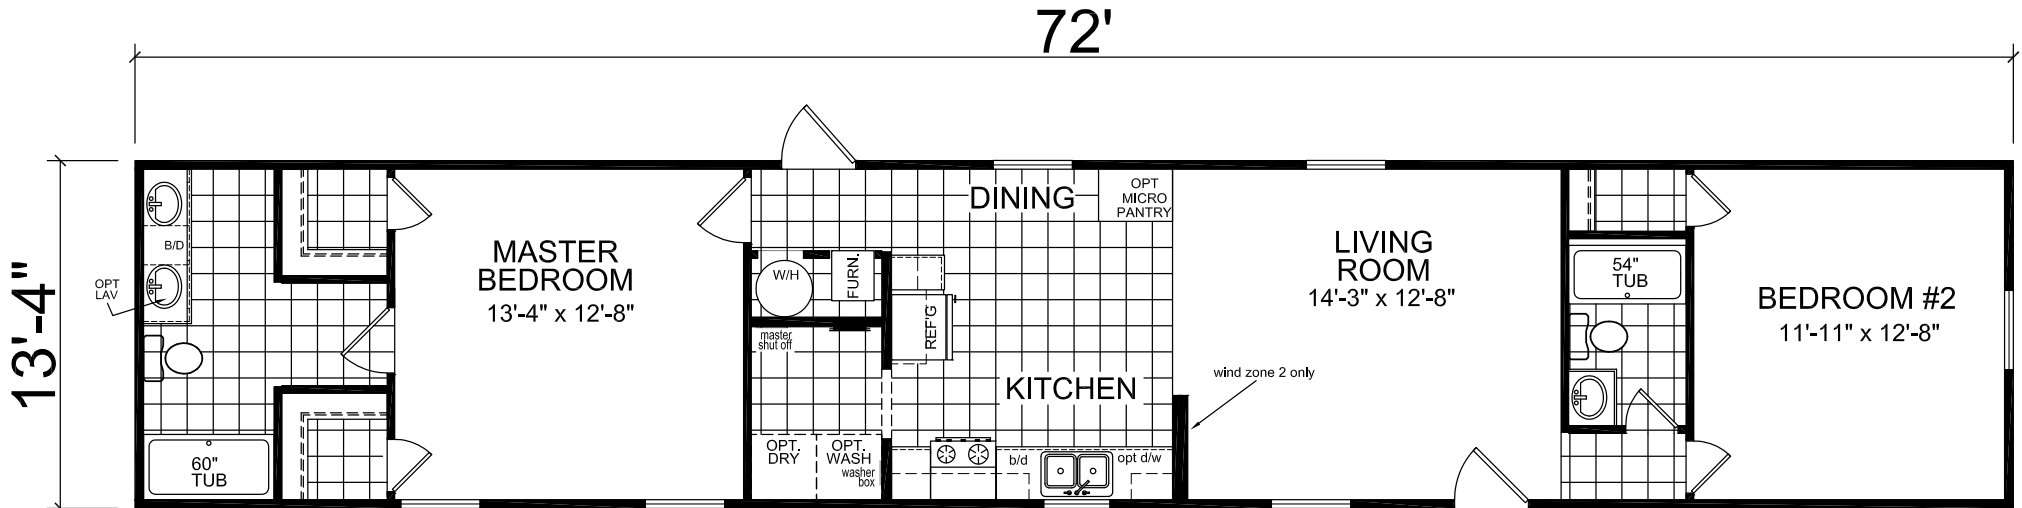 72'
13'-4"
OPT
LAV
B/D
60"
TUB
MASTER
BEDROOM
13'-4" x 12'-8"
W/H
FURN.
master
shut off
OPT.
DRY
OPT.
WASH
washer
box
REF'G
DINING
OPT
MICRO
PANTRY
KITCHEN
b/d
opt d/w
LIVING
ROOM
14'-3" x 12'-8"
wind zone 2 only
54"
TUB
BEDROOM #2
11'-11" x 12'-8"